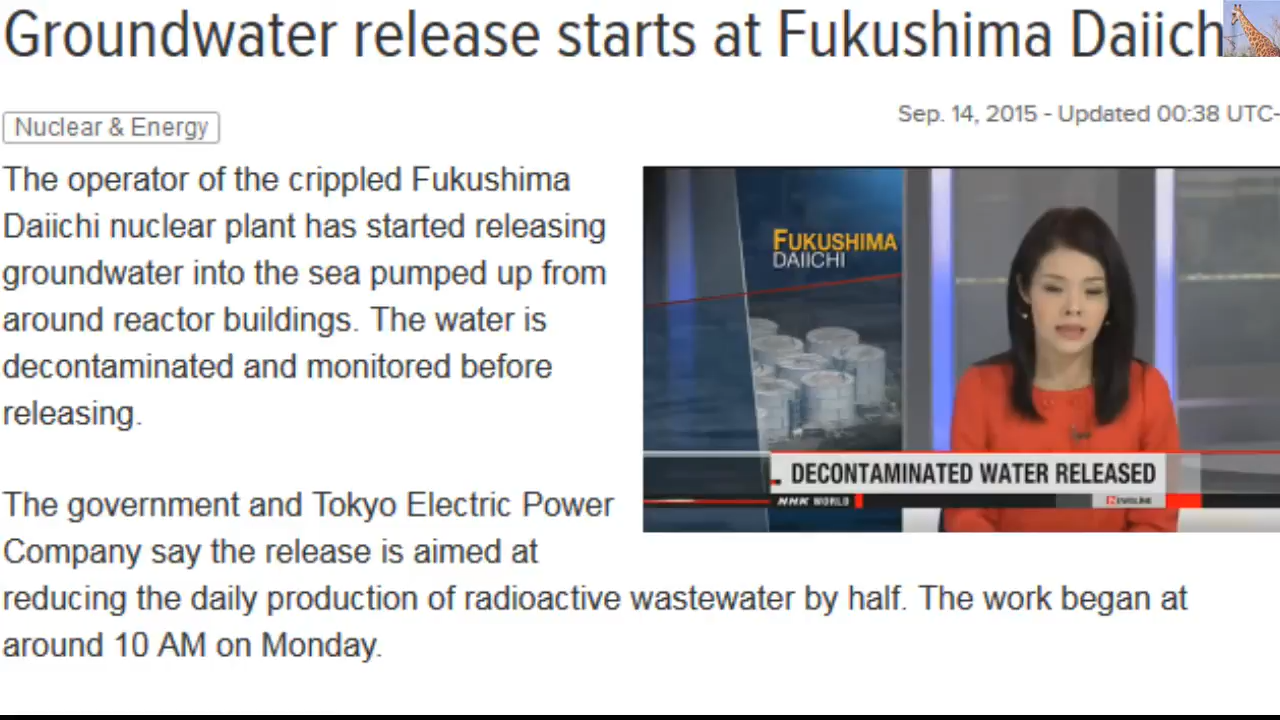 Groundwater release starts at Fukushima Daiich
Nuclear & Energy
Sep. 14, 2015 - Updated 00:38 UTC-
The operator of the crippled Fukushima
Daiichi nuclear plant has started releasing
groundwater into the sea pumped up from
around reactor buildings. The water is
decontaminated and monitored before
releasing.
FUKUSHIMA
DAIICHI
DECONTAMINATED WATER RELEASED
NHK WORLD
NEWSLINE
The government and Tokyo Electric Power
Company say the release is aimed at
reducing the daily production of radioactive wastewater by half. The work began at
around 10 AM on Monday.